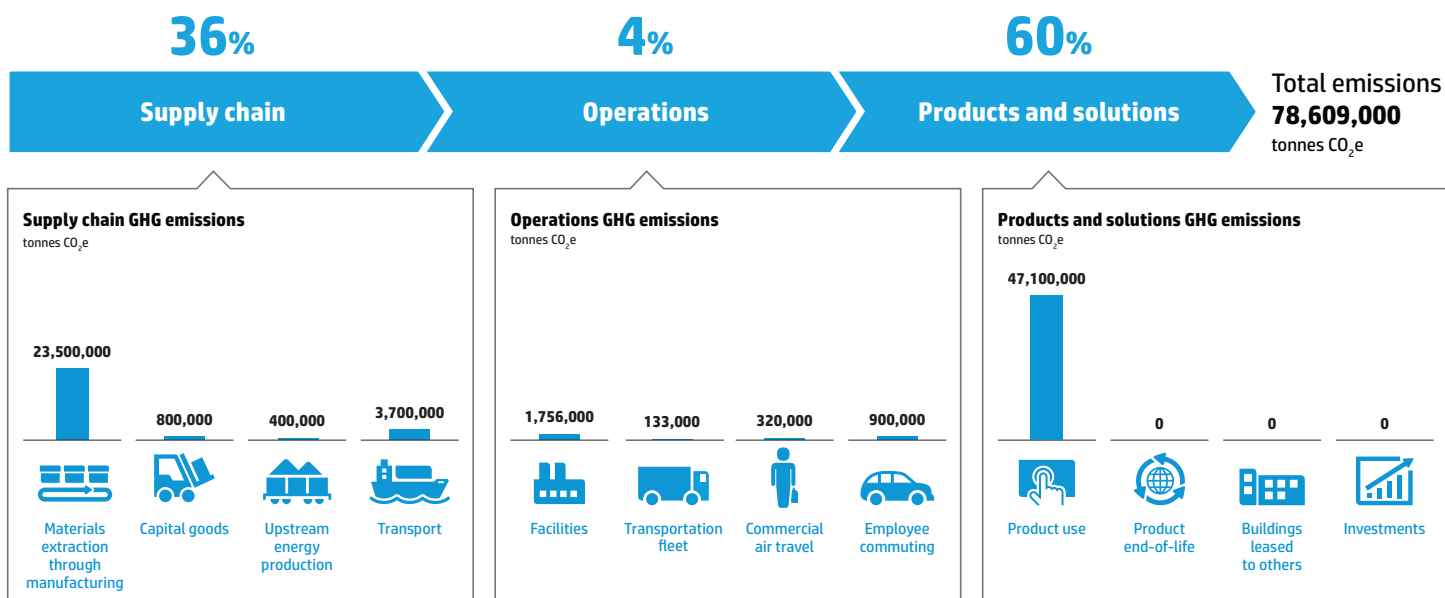 36%
4%
60%
Supply chain
Operations
Products and solutions
Total emissions
78,609,000
tonnes CO₂e
Supply chain GHG emissions
tonnes CO₂e
23,500,000
800,000
400,000
3,700,000
Materials
extraction
through
manufacturing
Capital goods
Upstream
energy
production
Transport
Operations GHG emissions
tonnes CO₂e
1,756,000
133,000
320,000
900,000
Facilities
Transportation
fleet
Commercial
air travel
Employee
commuting
Products and solutions GHG emissions
tonnes CO₂e
47,100,000
0
0
0
Product use
Product
end-of-life
Buildings
leased
to others
Investments